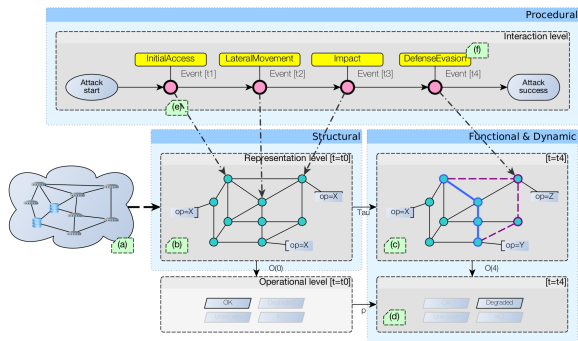 Procedural
Interaction level
InitialAccess
LateralMovement
Impact
DefenseEvasion
(f)
Event [t1]
Event [t2]
Event [t3]
Event [t4]
Attack
start
Attack
success
(e)
Structural
Functional & Dynamic
Representation level [t=t0]
[t=t4]
op=X
op=X
op=X
Tau
op=X
op=Z
op=Y
(a)
(b)
(c)
O(0)
O(4)
Operational level [t=t0]
[t=t4]
OK
Degraded
p
(d)